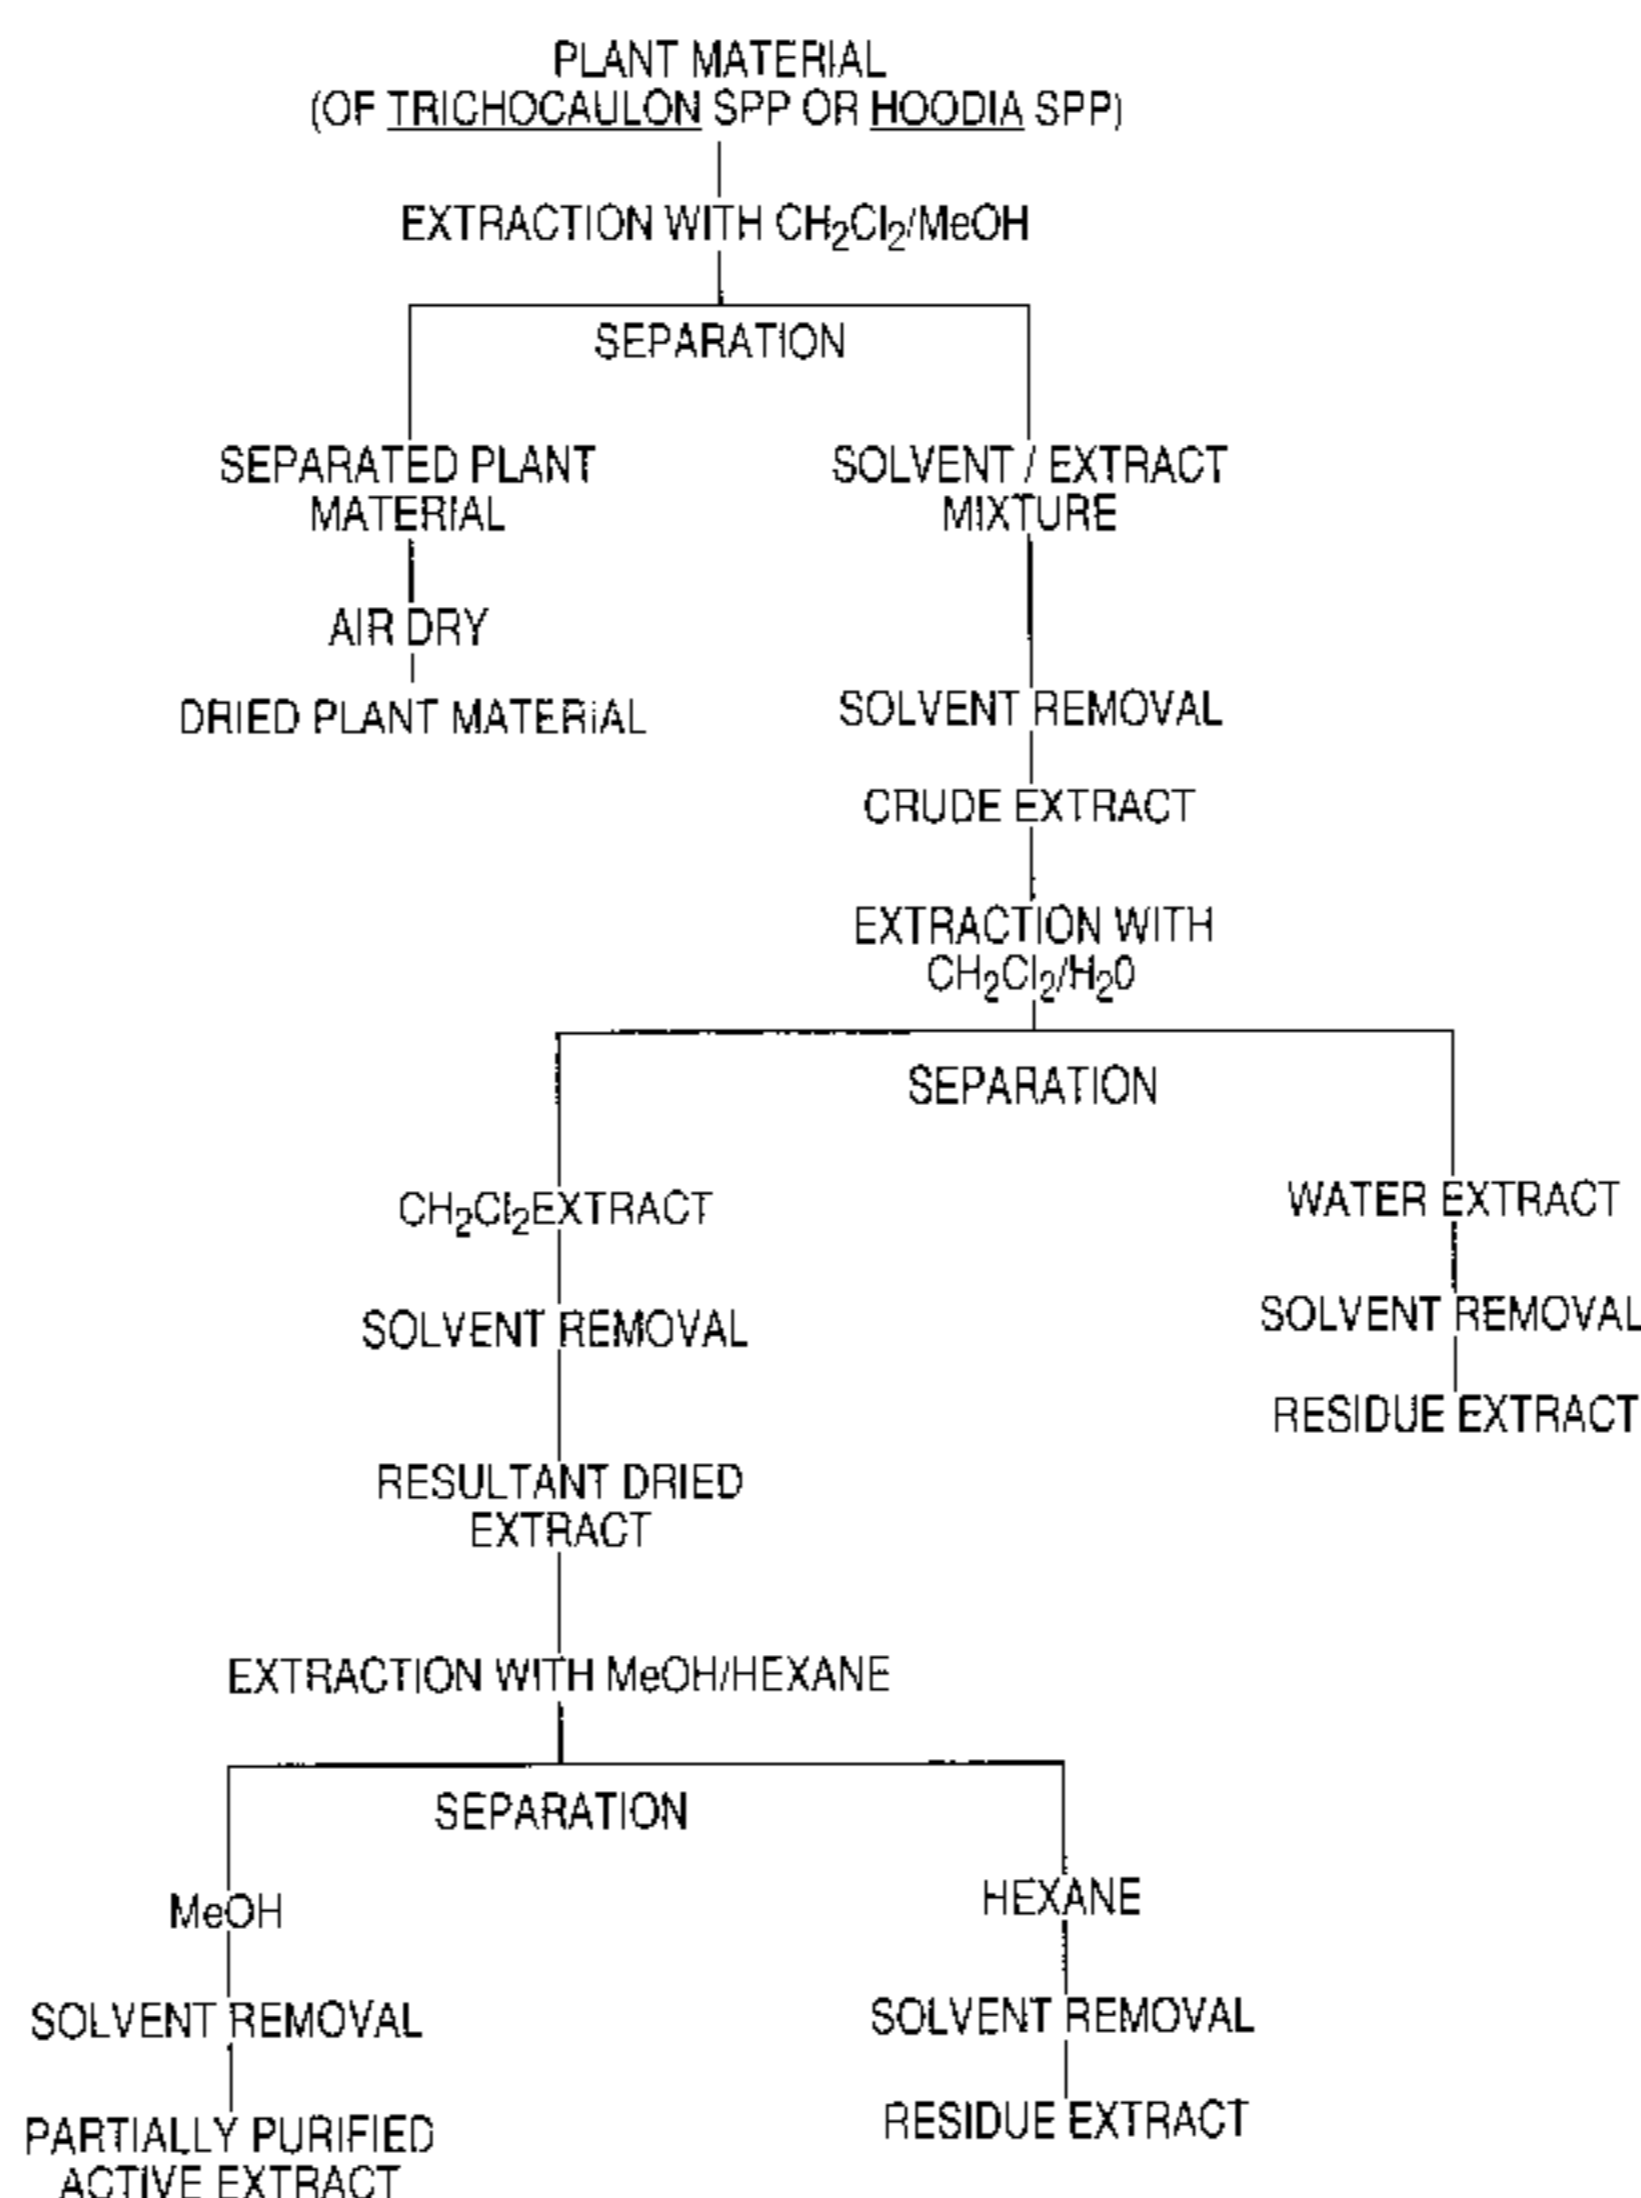 PLANT MATERIAL
(OF TRICHOCAULON SPP OR HOODIA SPP)
EXTRACTION WITH CH₂Cl₂/MeOH
SEPARATION
SEPARATED PLANT
MATERIAL
AIR DRY
DRIED PLANT MATERIAL
SOLVENT / EXTRACT
MIXTURE
SOLVENT REMOVAL
CRUDE EXTRACT
EXTRACTION WITH
CH₂Cl₂/H₂0
SEPARATION
CH₂Cl₂EXTRACT
SOLVENT REMOVAL
RESULTANT DRIED
EXTRACT
WATER EXTRACT
SOLVENT REMOVAL
RESIDUE EXTRACT
EXTRACTION WITH MeOH/HEXANE
SEPARATION
MeOH
SOLVENT REMOVAL
PARTIALLY PURIFIED
ACTIVE EXTRACT
HEXANE
SOLVENT REMOVAL
RESIDUE EXTRACT